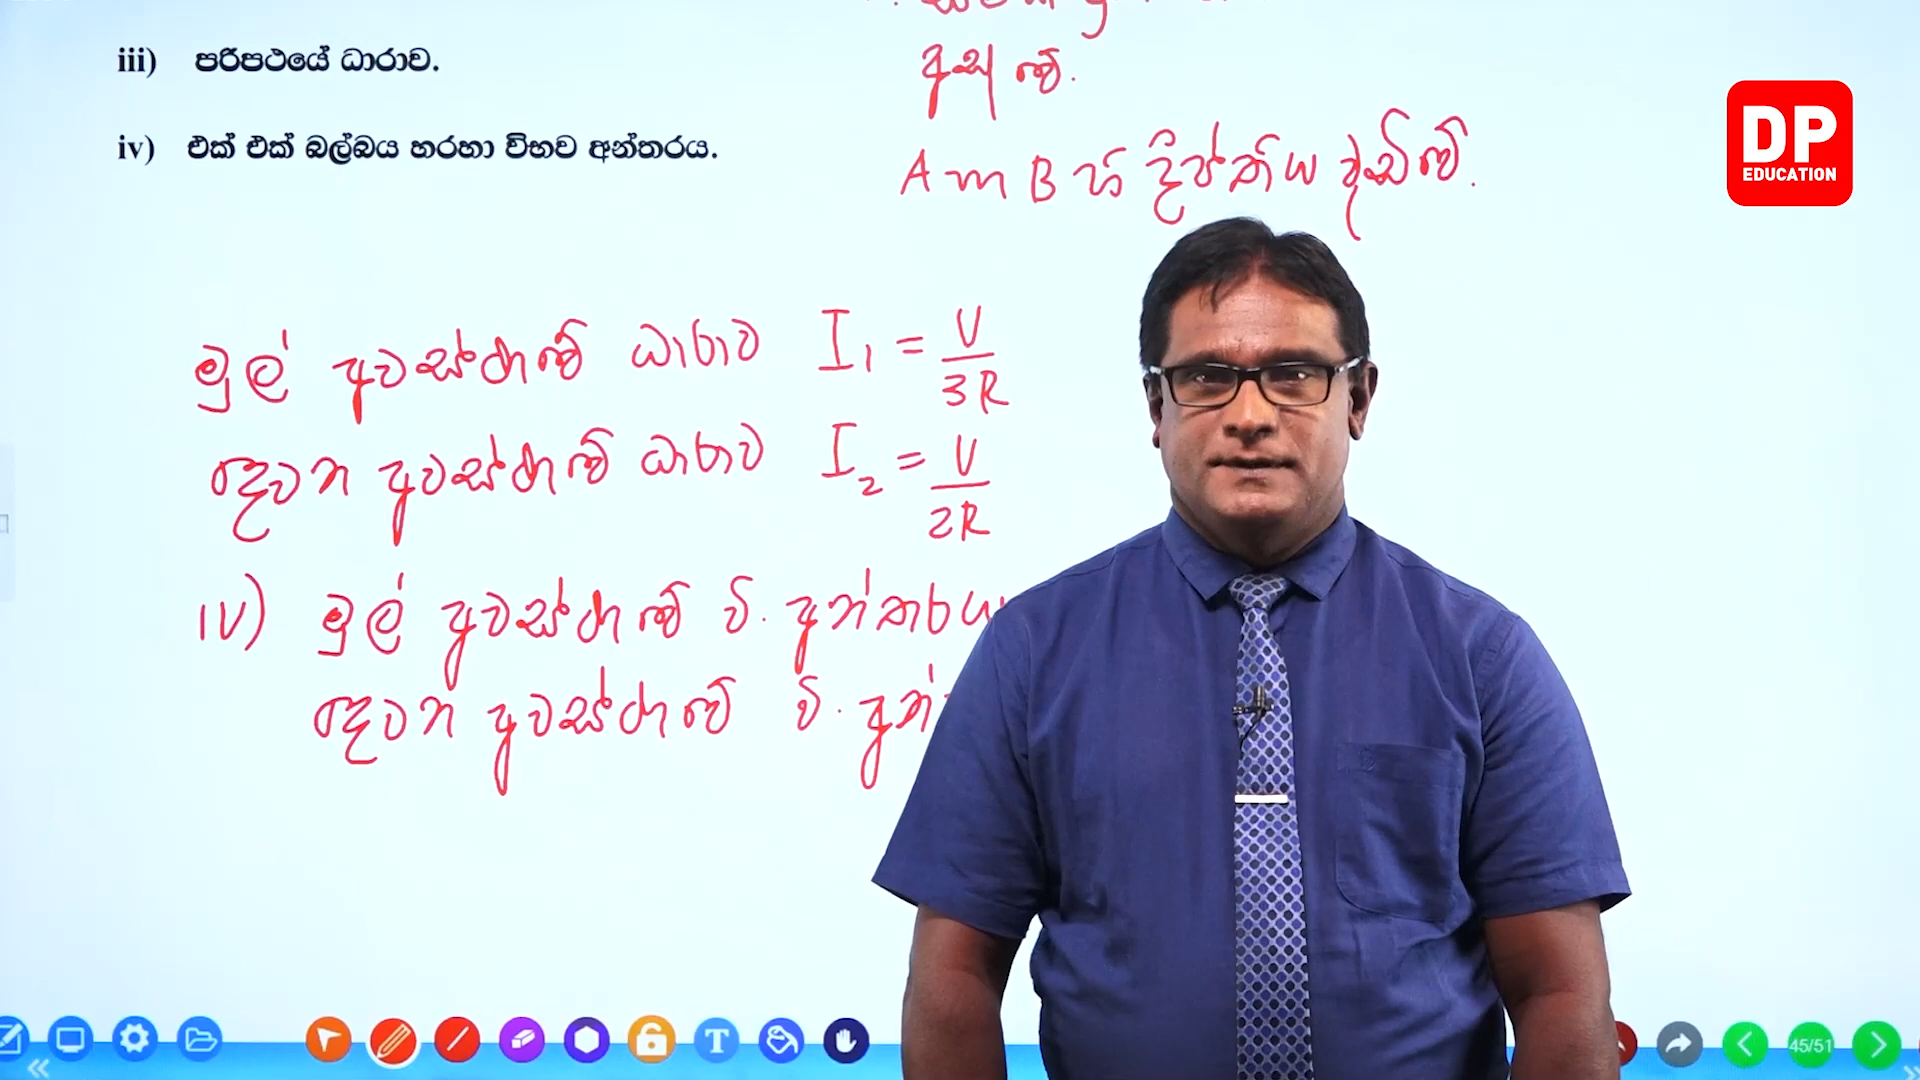 අඩු වේ.
iii) පරිපථයේ ධාරාව.
iv) එක් එක් බල්බය හරහා විභව අන්තරය.
A හා B හි දීප්තිය වැඩි වේ.
DP
EDUCATION
මුල් අවස්ථාවේ ධාරාව I₁ = V/3R
දෙවන අවස්ථාවේ ධාරාව I₂ = V/2R
iv) මුල් අවස්ථාවේ වි. අන්තරය
දෙවන අවස්ථාවේ වි. අන්
T
45/51